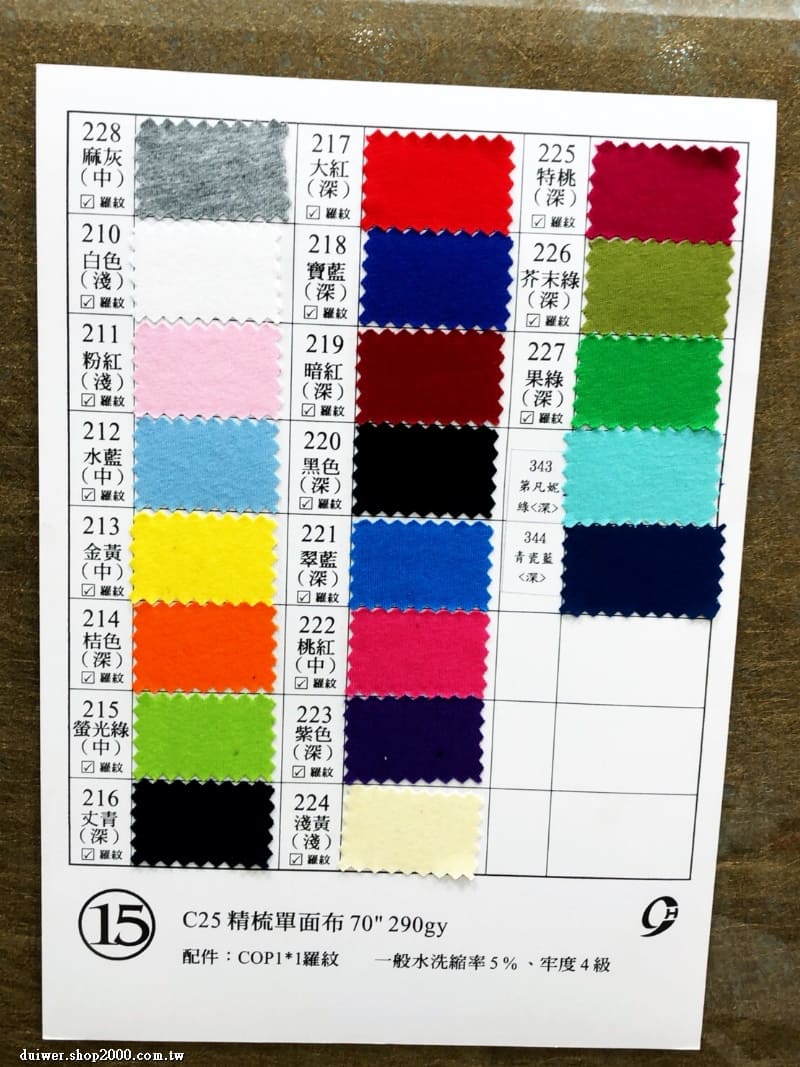 228
麻灰
（中）
☑ 羅紋
210
白色
（淺）
☑ 羅紋
211
粉紅
（淺）
☑ 羅紋
212
水藍
（中）
☑ 羅紋
213
金黃
（中）
☑ 羅紋
214
桔色
（深）
☑ 羅紋
215
螢光綠
（中）
☑ 羅紋
216
丈青
（深）
☑ 羅紋
217
大紅
（深）
☑ 羅紋
218
寶藍
（深）
☑ 羅紋
219
暗紅
（深）
☑ 羅紋
220
黑色
（深）
☑ 羅紋
221
翠藍
（深）
☑ 羅紋
222
桃紅
（中）
☑ 羅紋
223
紫色
（深）
☑ 羅紋
224
淺黃
（淺）
☑ 羅紋
225
特桃
（深）
☑ 羅紋
226
芥末綠
（深）
☑ 羅紋
227
果綠
（深）
☑ 羅紋
343
第凡妮
綠<深>
344
青瓷藍
<深>
15 C25 精梳單面布 70" 290gy
配件：COP1*1羅紋 一般水洗縮率5%、牢度4級
duiwer.shop2000.com.tw